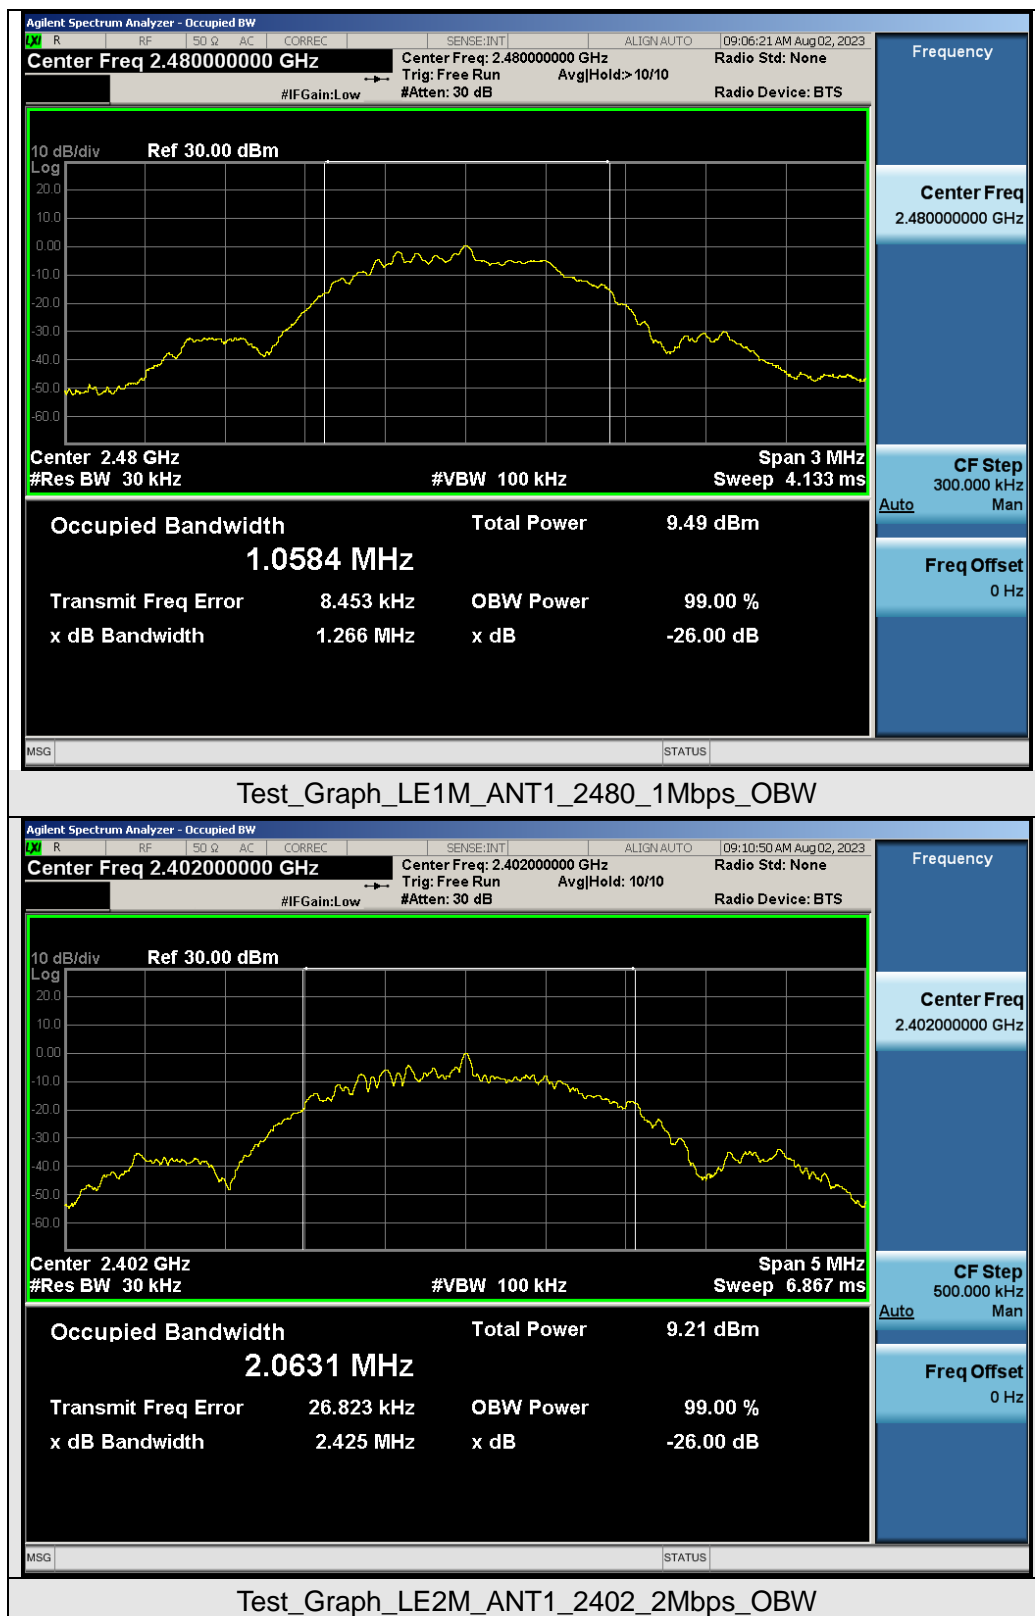 Agilent Spectrum Analyzer - Occupied BW
LXI R RF 50 Ω AC CORREC SENSE:INT ALIGN AUTO 09:06:21 AM Aug 02, 2023
Center Freq 2.480000000 GHz
Center Freq: 2.480000000 GHz
Radio Std: None
Trig: Free Run Avg|Hold:> 10/10
#IFGain:Low
#Atten: 30 dB
Radio Device: BTS
Frequency
10 dB/div Ref 30.00 dBm
Log
20.0
10.0
0.00
-10.0
-20.0
-30.0
-40.0
-50.0
-60.0
Center Freq
2.480000000 GHz
Center 2.48 GHz Span 3 MHz
#Res BW 30 kHz #VBW 100 kHz Sweep 4.133 ms
CF Step
300.000 kHz
Auto Man
Occupied Bandwidth Total Power 9.49 dBm
1.0584 MHz
Freq Offset
0 Hz
Transmit Freq Error 8.453 kHz OBW Power 99.00 %
x dB Bandwidth 1.266 MHz x dB -26.00 dB
MSG STATUS
Test_Graph_LE1M_ANT1_2480_1Mbps_OBW
Agilent Spectrum Analyzer - Occupied BW
LXI R RF 50 Ω AC CORREC SENSE:INT ALIGN AUTO 09:10:50 AM Aug 02, 2023
Center Freq 2.402000000 GHz
Center Freq: 2.402000000 GHz
Radio Std: None
Trig: Free Run Avg|Hold: 10/10
#IFGain:Low
#Atten: 30 dB
Radio Device: BTS
Frequency
10 dB/div Ref 30.00 dBm
Log
20.0
10.0
0.00
-10.0
-20.0
-30.0
-40.0
-50.0
-60.0
Center Freq
2.402000000 GHz
Center 2.402 GHz Span 5 MHz
#Res BW 30 kHz #VBW 100 kHz Sweep 6.867 ms
CF Step
500.000 kHz
Auto Man
Occupied Bandwidth Total Power 9.21 dBm
2.0631 MHz
Freq Offset
0 Hz
Transmit Freq Error 26.823 kHz OBW Power 99.00 %
x dB Bandwidth 2.425 MHz x dB -26.00 dB
MSG STATUS
Test_Graph_LE2M_ANT1_2402_2Mbps_OBW